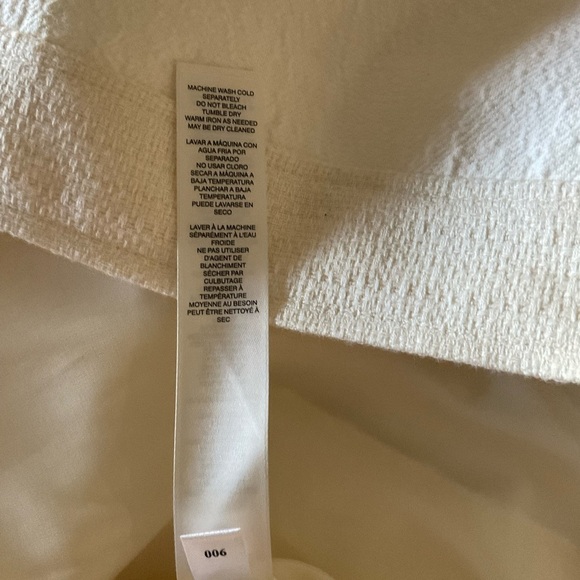 MACHINE WASH COLD
SEPARATELY
DO NOT BLEACH
TUMBLE DRY
WARM IRON AS NEEDED
MAY BE DRY CLEANED
LAVAR A MÁQUINA CON
AGUA FRIA POR
SEPARADO
NO USAR CLORO
SECAR A MÁQUINA A
BAJA TEMPERATURA
PLANCHAR A BAJA
TEMPERATURA
PUEDE LAVARSE EN
SECO
LAVER À LA MACHINE
SÉPARÉMENT À L'EAU
FROIDE
NE PAS UTILISER
D'AGENT DE
BLANCHIMENT
SÉCHER PAR
CULBUTAGE
REPASSER À
TEMPÉRATURE
MOYENNE AU BESOIN
PEUT ÊTRE NETTOYÉ À
SEC
006